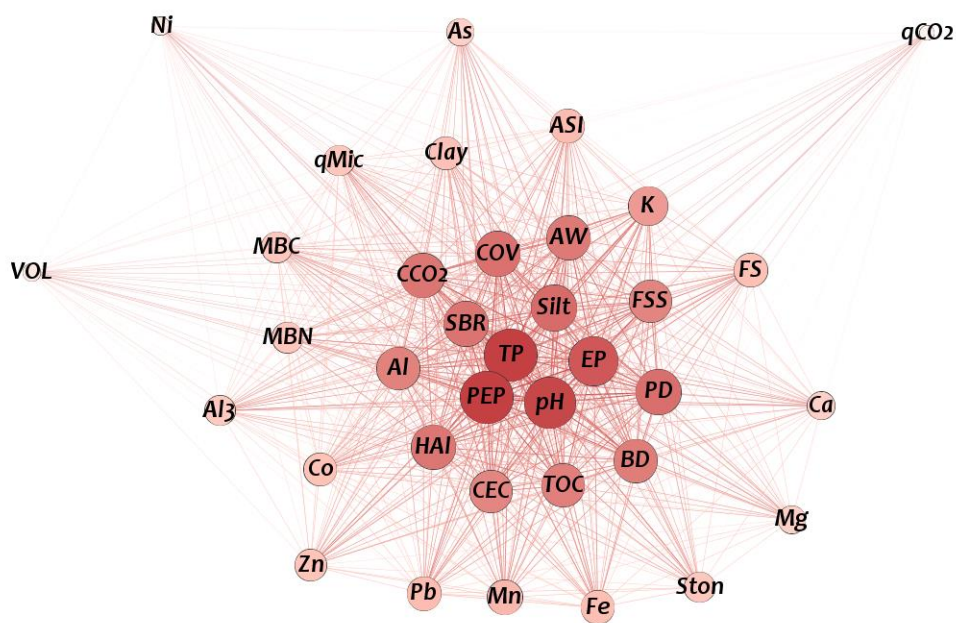 Ni
As
qCO2
ASI
Clay
qMic
K
AW
MBC
COV
VOL
CCO2
FS
FSS
Silt
SBR
MBN
TP
EP
Al
PD
PEP
pH
Al3
Ca
HAl
BD
Co
CEC
TOC
Mg
Zn
Ston
Pb
Mn
Fe